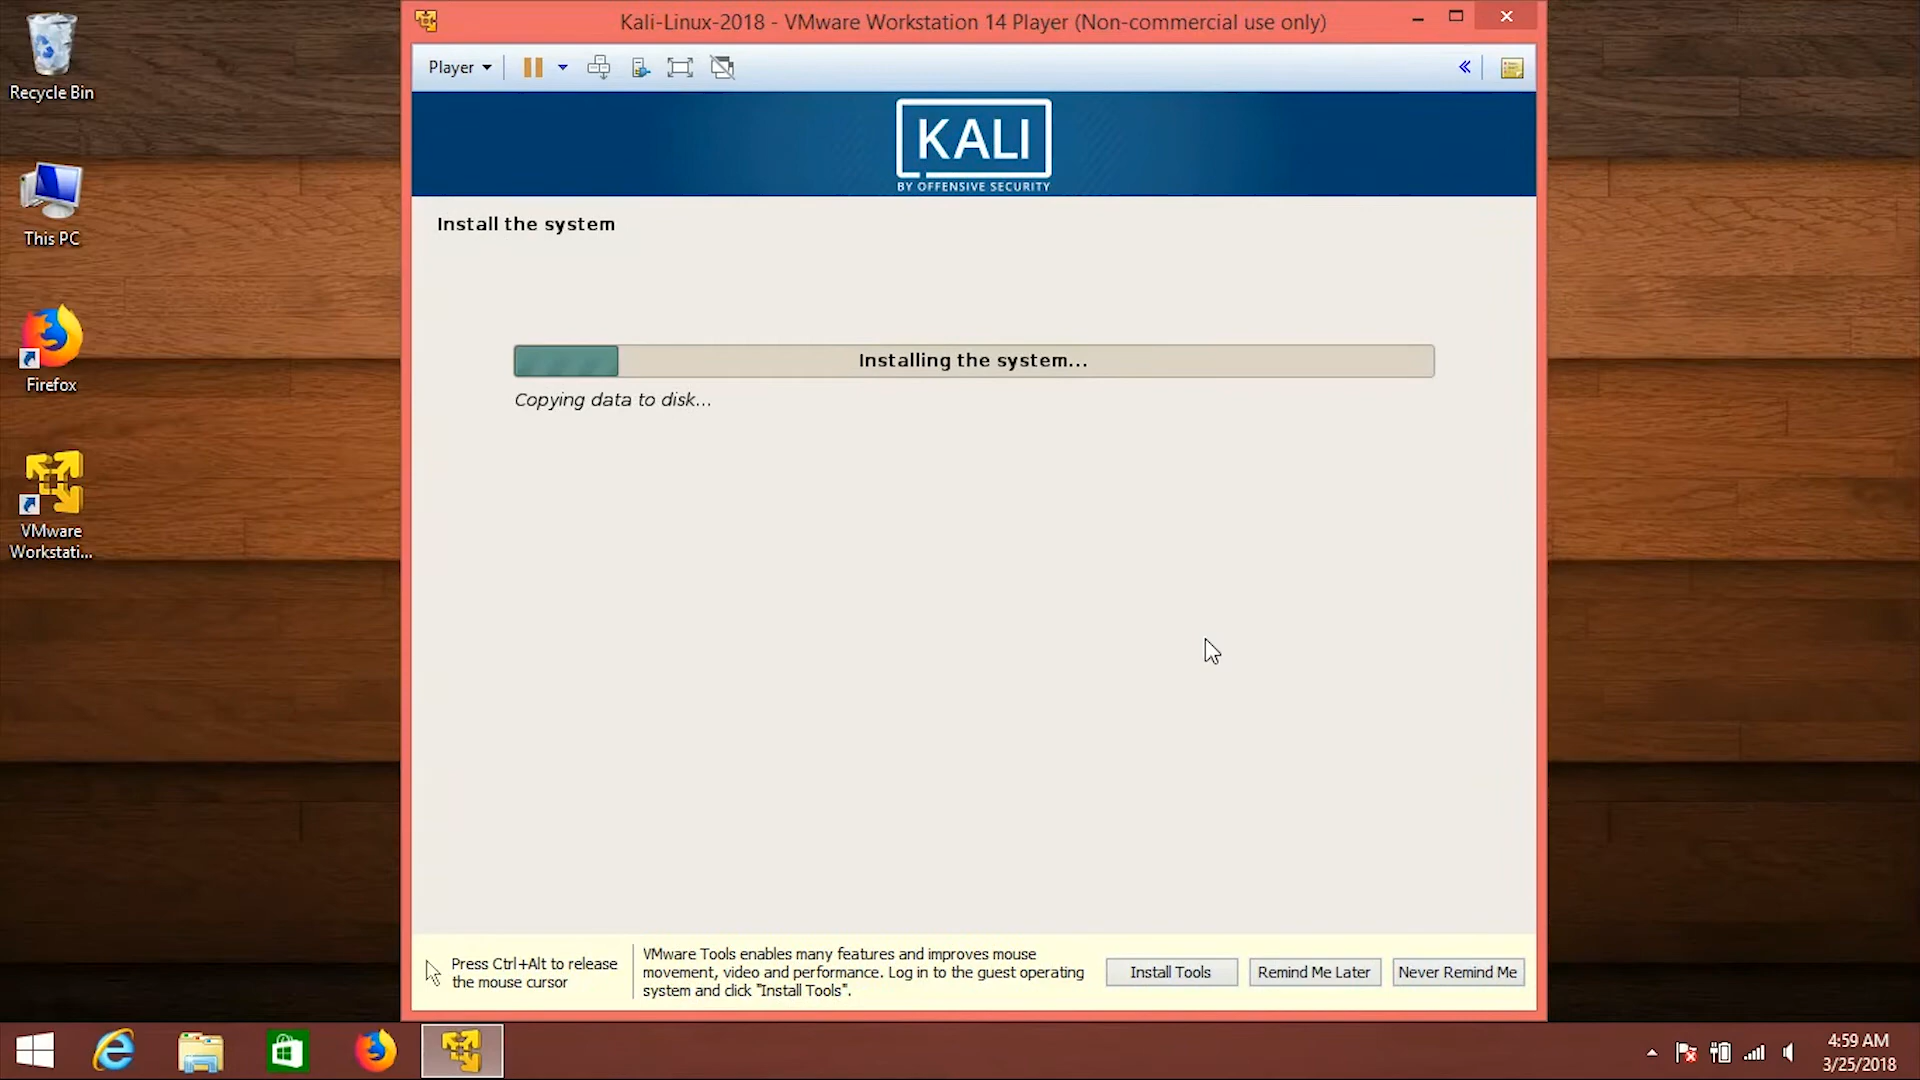 Kali-Linux-2018 - VMware Workstation 14 Player (Non-commercial use only)
Player
KALI
BY OFFENSIVE SECURITY
Install the system
Installing the system...
Copying data to disk...
Press Ctrl+Alt to release
the mouse cursor
VMware Tools enables many features and improves mouse
movement, video and performance. Log in to the guest operating
system and click "Install Tools".
Install Tools
Remind Me Later
Never Remind Me
Recycle Bin
This PC
Firefox
VMware
Workstati...
4:59 AM
3/25/2018